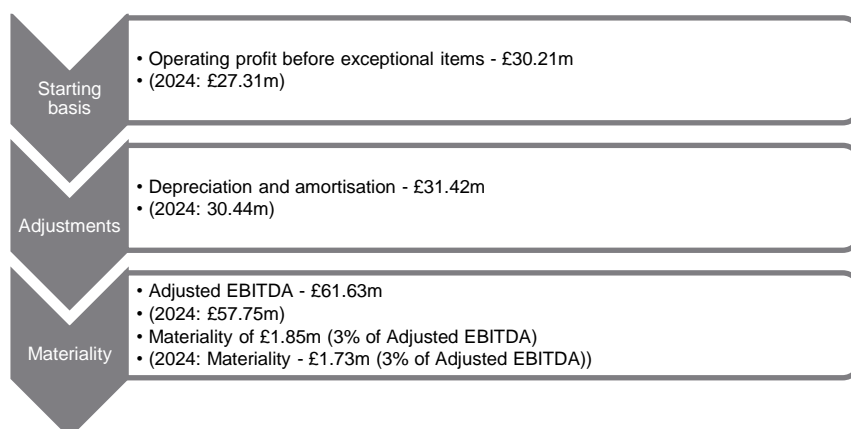 Starting
basis
• Operating profit before exceptional items - £30.21m
• (2024: £27.31m)
Adjustments
• Depreciation and amortisation - £31.42m
• (2024: 30.44m)
Materiality
• Adjusted EBITDA - £61.63m
• (2024: £57.75m)
• Materiality of £1.85m (3% of Adjusted EBITDA)
• (2024: Materiality - £1.73m (3% of Adjusted EBITDA))